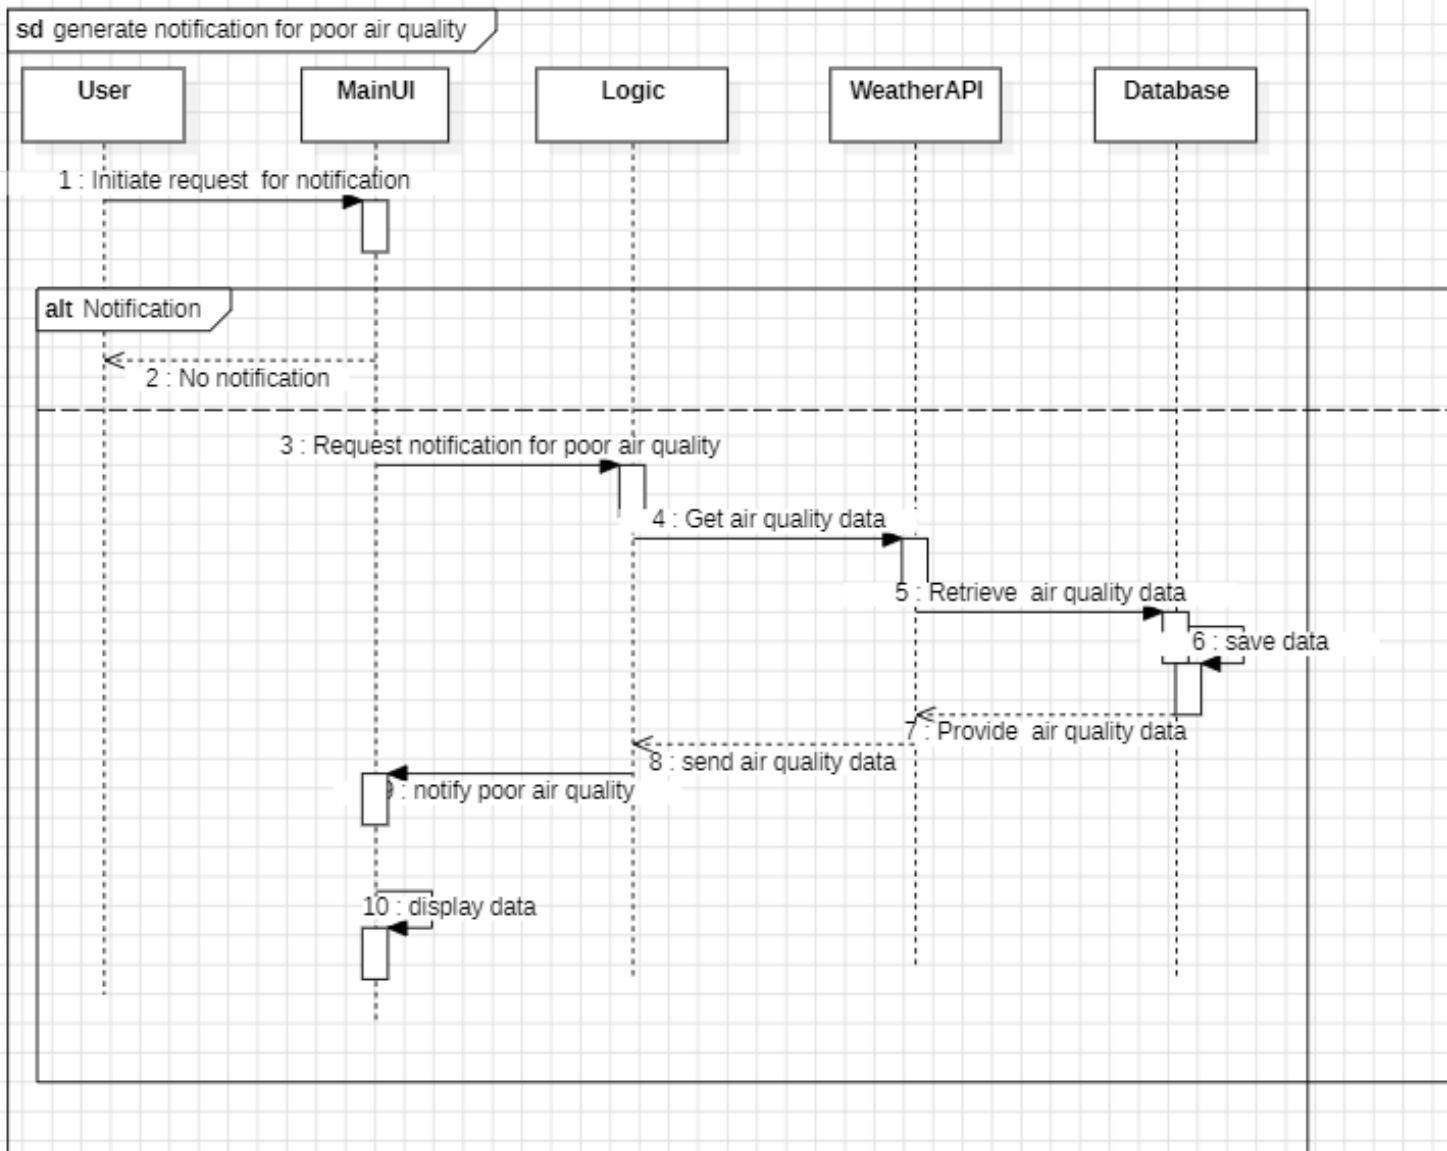 sd generate notification for poor air quality
User
MainUI
Logic
WeatherAPI
Database
1 : Initiate request  for notification
alt Notification
2 : No notification
3 : Request notification for poor air quality
4 : Get air quality data
5 : Retrieve  air quality data
6 : save data
7 : Provide  air quality data
8 : send air quality data
9 : notify poor air quality
10 : display data